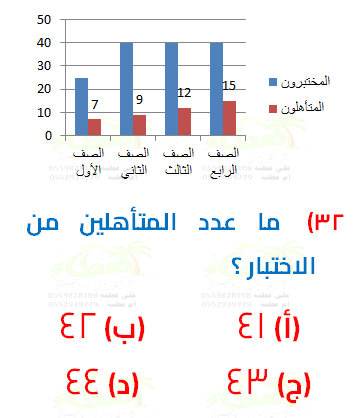 50
40
30
20
10
0
7
9
12
15
الصف الأول
الصف الثاني
الصف الثالث
الصف الرابع
المختبرون
المتأهلون
٣٢) ما عدد المتأهلين من
الاختبار ؟
(أ) ٤١ (ب) ٤٢
(ج) ٤٣ (د) ٤٤